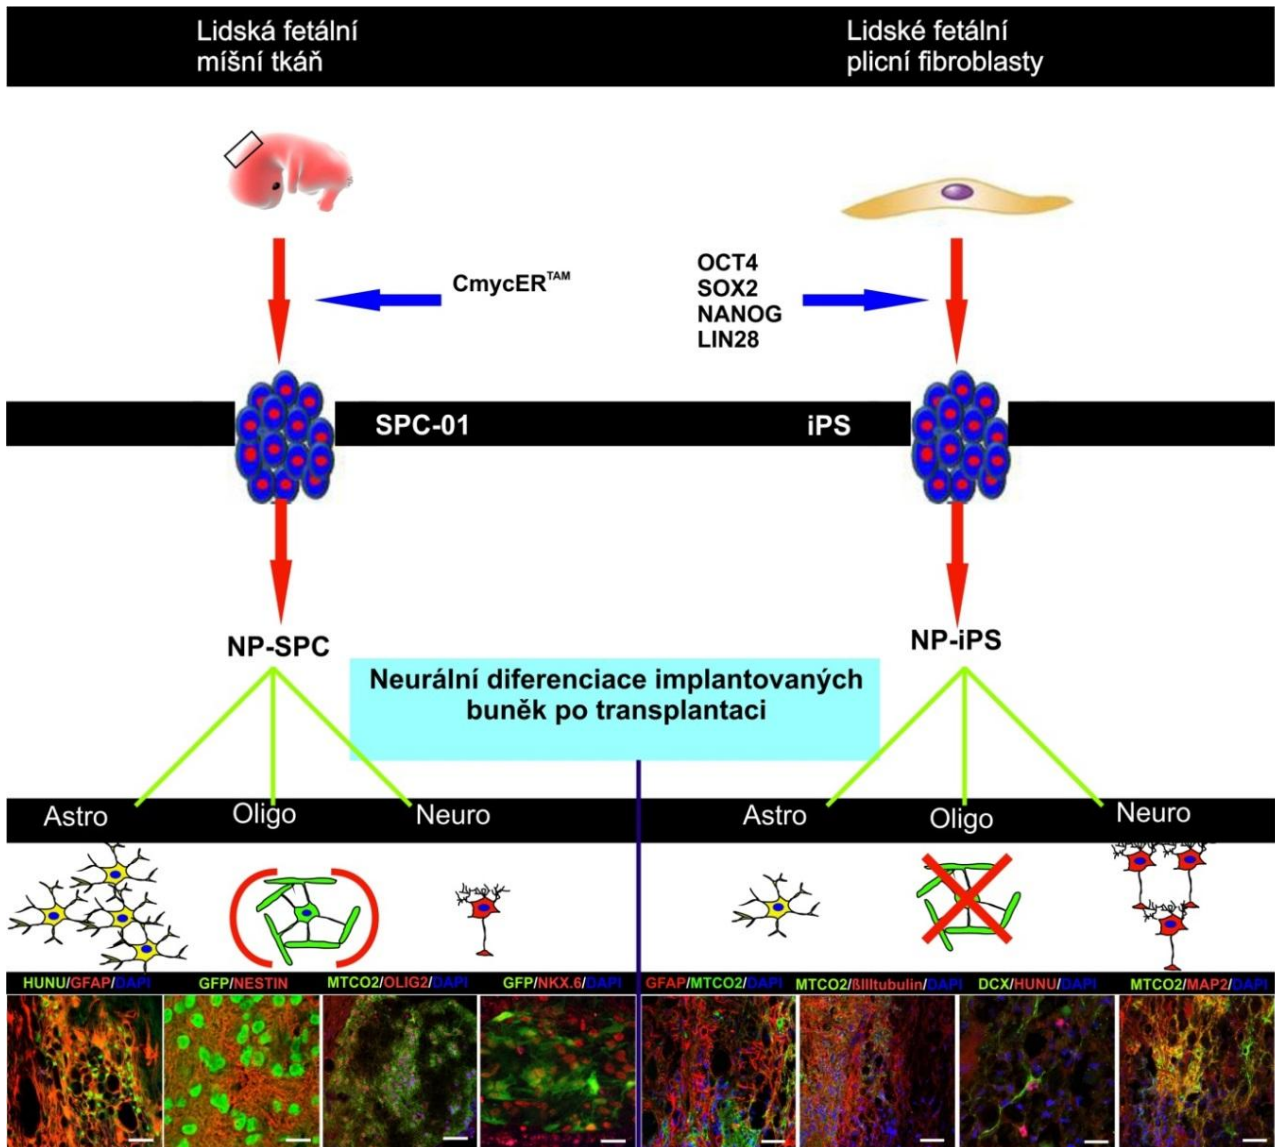 Lidská fetální
míšní tkáň
Lidské fetální
plicní fibroblasty
CmycER^TAM
OCT4
SOX2
NANOG
LIN28
SPC-01
iPS
NP-SPC
NP-iPS
Neurální diferenciace implantovaných
buněk po transplantaci
Astro
Oligo
Neuro
Astro
Oligo
Neuro
HUNU/GFAP/DAPI
GFP/NESTIN
MTCO2/OLIG2/DAPI
GFP/NKX.6/DAPI
GFAP/MTCO2/DAPI
MTCO2/ßIIItubulin/DAPI
DCX/HUNU/DAPI
MTCO2/MAP2/DAPI